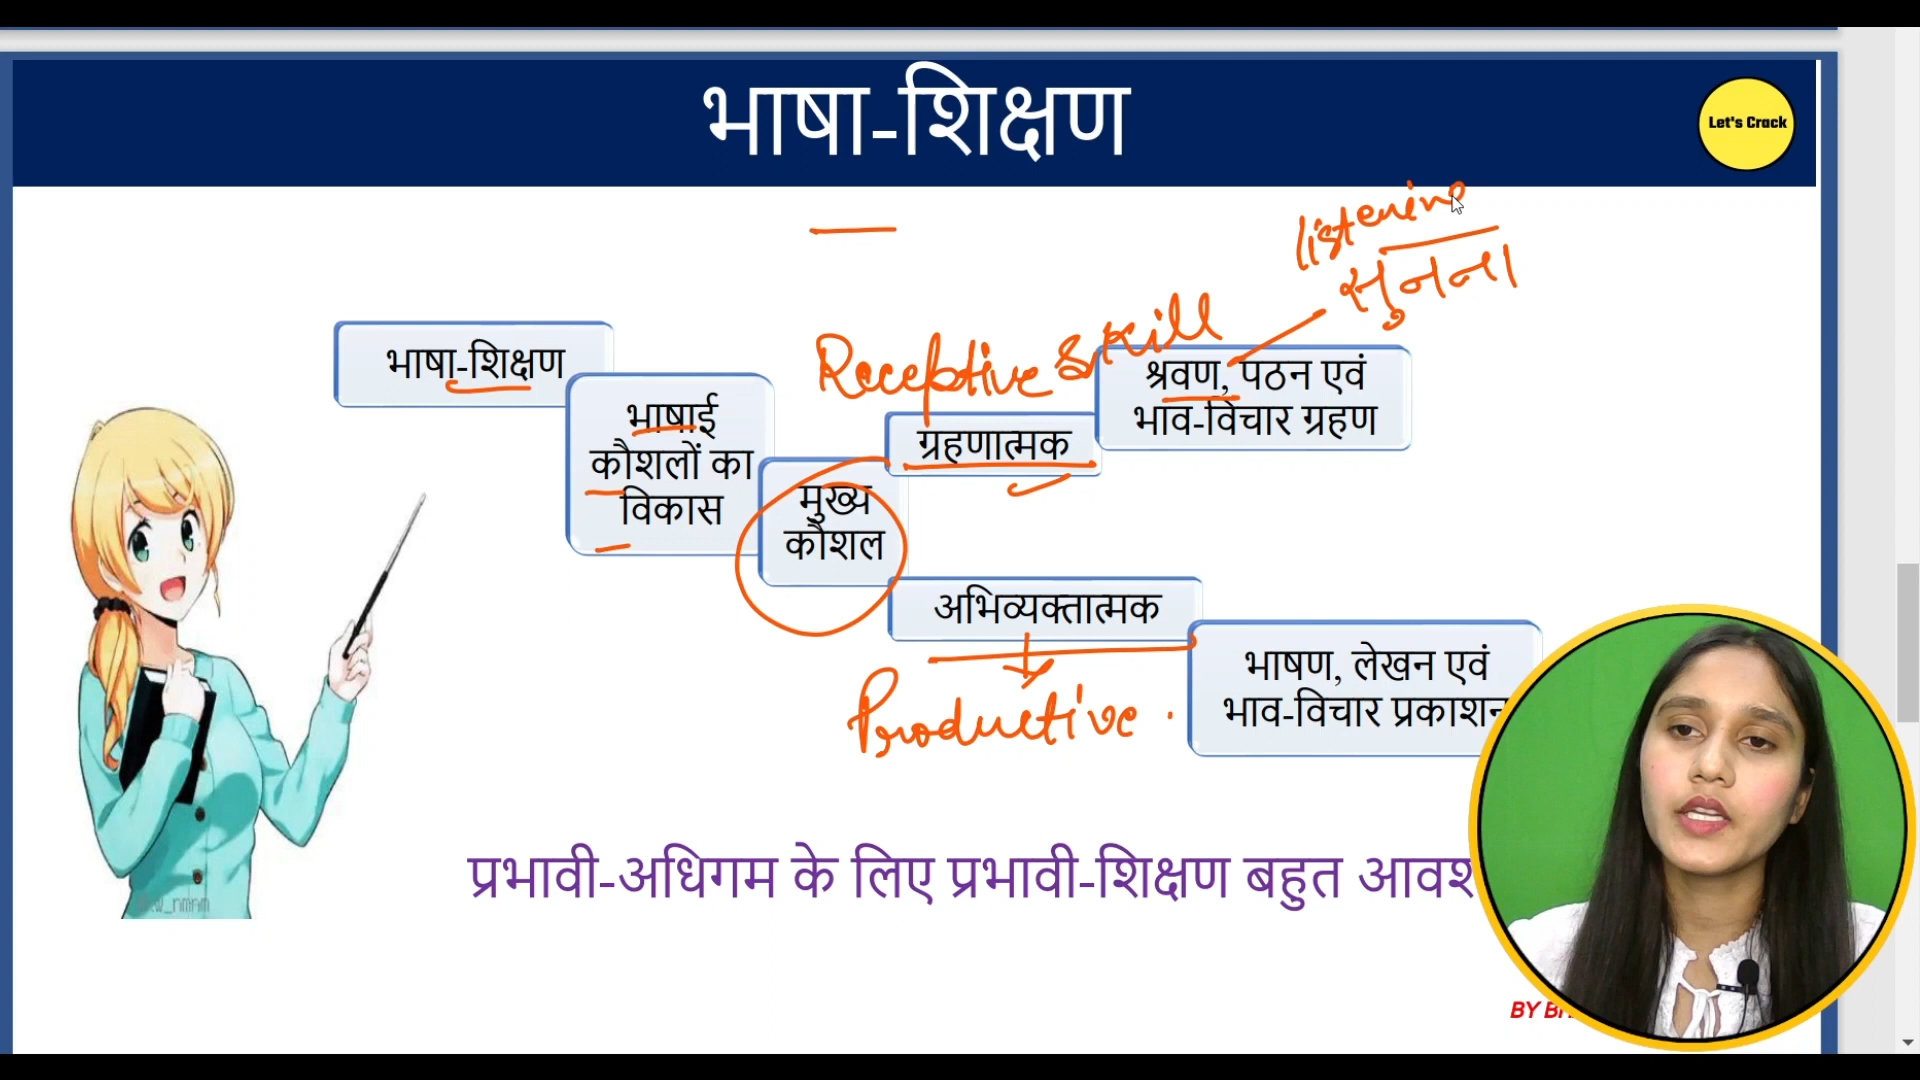 भाषा-शिक्षण
Let's Crack
listening
सुनना
Receptive skill
भाषा-शिक्षण
श्रवण, पठन एवं
भाव-विचार ग्रहण
भाषाई
कौशलों का
विकास
ग्रहणात्मक
मुख्य
कौशल
अभिव्यक्तात्मक
भाषण, लेखन एवं
भाव-विचार प्रकाशन
Productive
प्रभावी-अधिगम के लिए प्रभावी-शिक्षण बहुत
BY